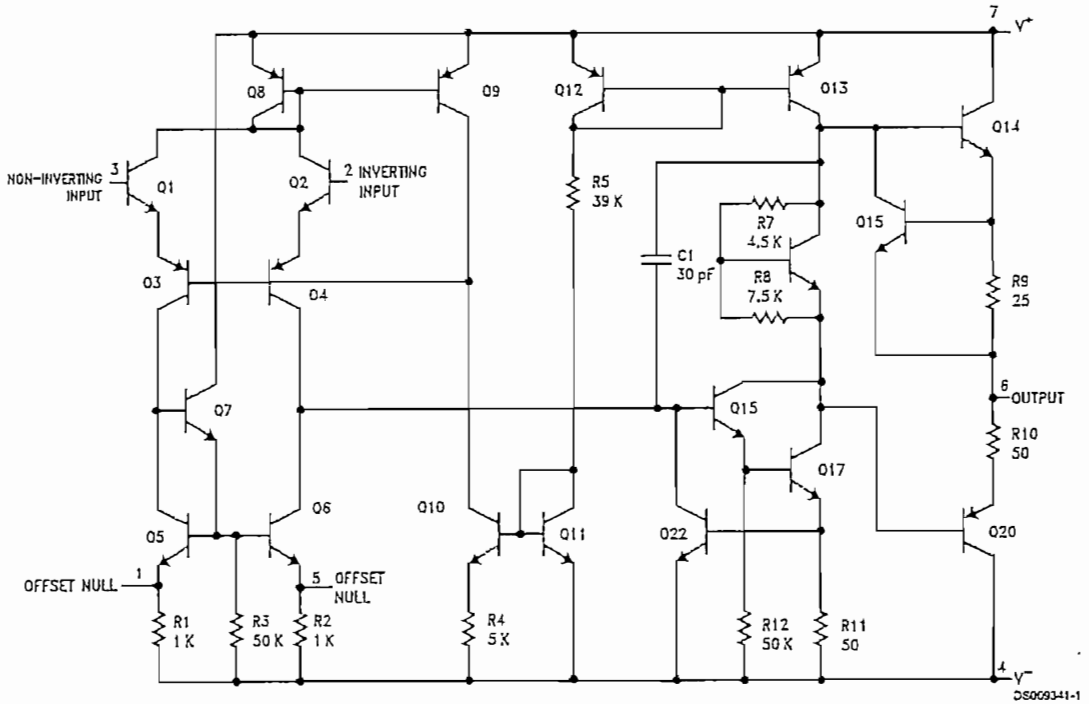 7 V+
Q8
Q9
Q12
Q13
Q14
3
NON-INVERTING
INPUT
Q1
Q2
2 INVERTING
INPUT
R5
39 K
R7
4.5 K
Q15
C1
30 pF
R8
7.5 K
R9
25
Q3
Q4
Q7
Q15
6
OUTPUT
R10
50
Q17
Q5
Q6
Q10
Q11
Q22
Q20
OFFSET NULL 1
5 OFFSET
NULL
R1
1 K
R3
50 K
R2
1 K
R4
5 K
R12
50 K
R11
50
4 V-
DS009341-1